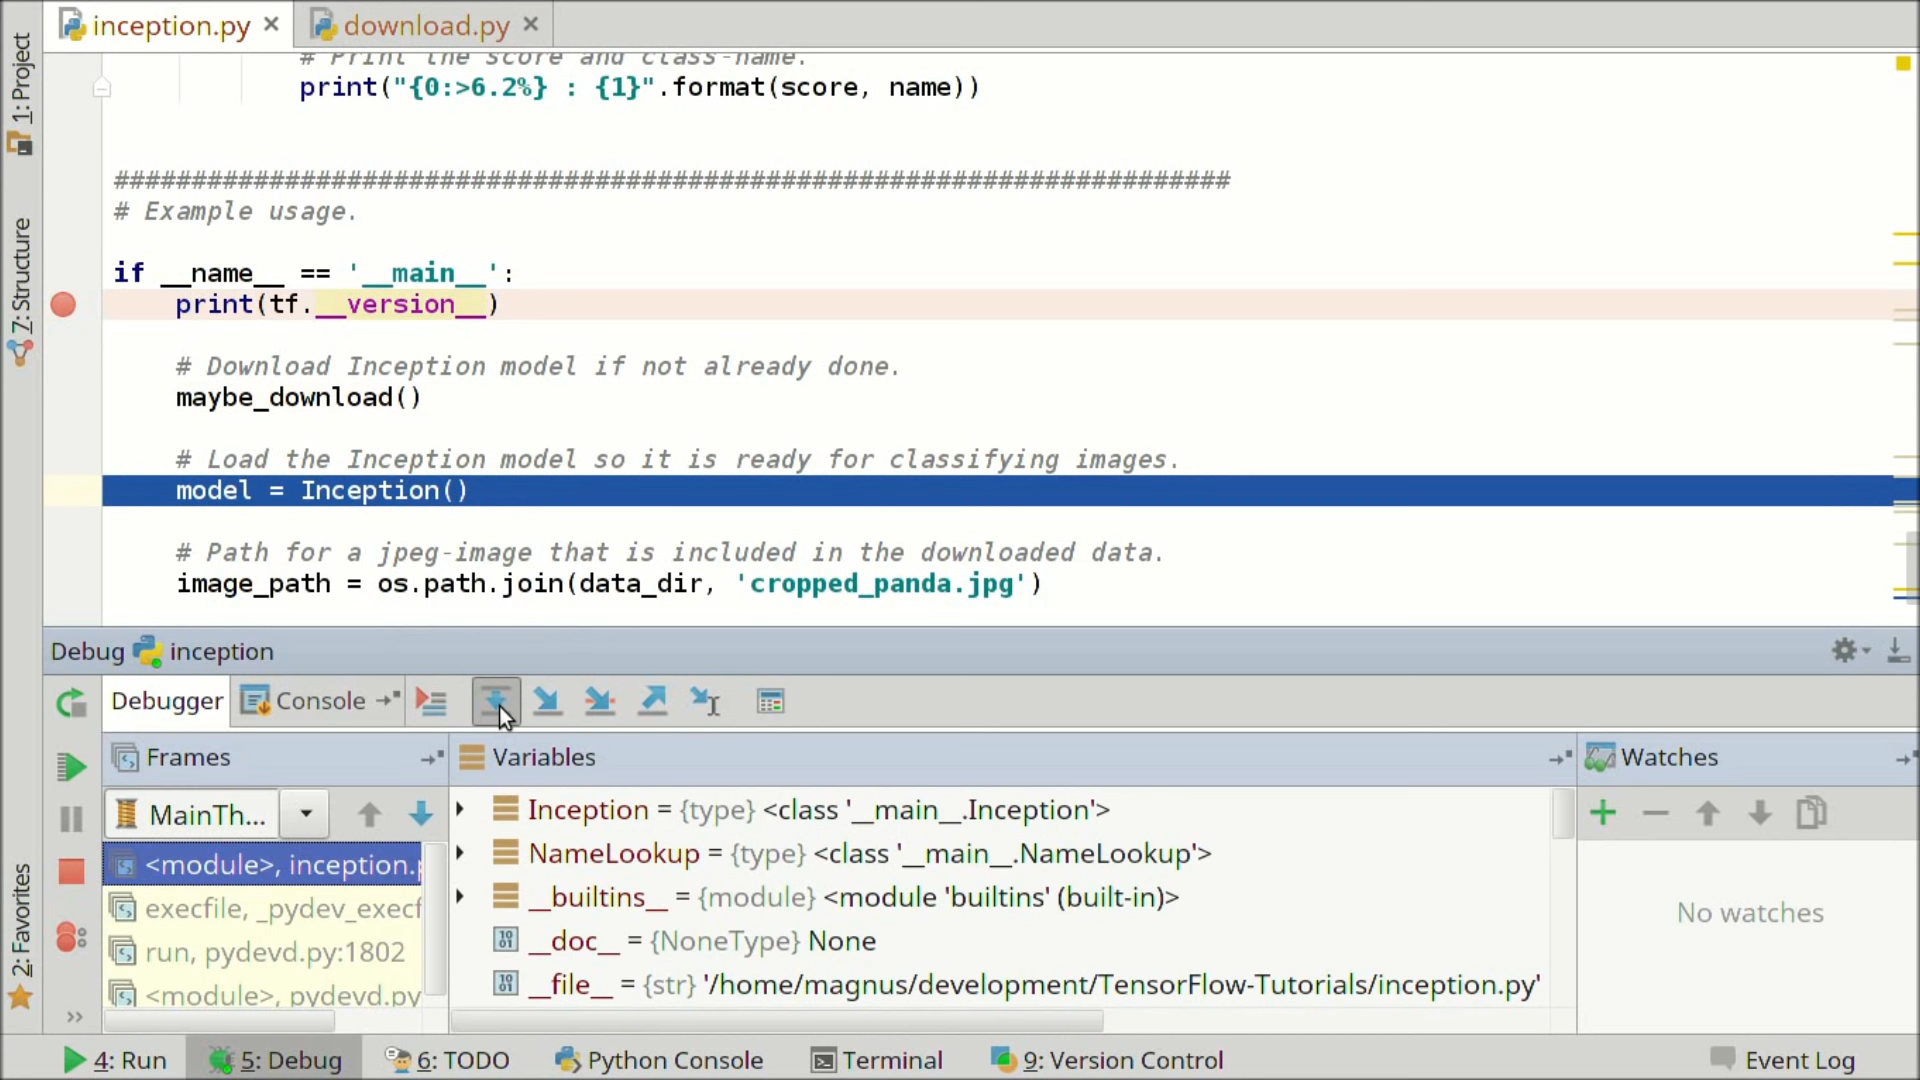 inception.py
download.py
1: Project
7: Structure
2: Favorites
# Print the score and class-name.
print("{0:>6.2%} : {1}".format(score, name))
########################################################################
# Example usage.
if __name__ == '__main__':
print(tf.__version__)
# Download Inception model if not already done.
maybe_download()
# Load the Inception model so it is ready for classifying images.
model = Inception()
# Path for a jpeg-image that is included in the downloaded data.
image_path = os.path.join(data_dir, 'cropped_panda.jpg')
Debug inception
Debugger
Console
Frames
Variables
Watches
MainTh...
<module>, inception.p
execfile, _pydev_execf
run, pydevd.py:1802
<module>, pydevd.py
Inception = {type} <class '__main__.Inception'>
NameLookup = {type} <class '__main__.NameLookup'>
__builtins__ = {module} <module 'builtins' (built-in)>
__doc__ = {NoneType} None
__file__ = {str} '/home/magnus/development/TensorFlow-Tutorials/inception.py'
No watches
4: Run
5: Debug
6: TODO
Python Console
Terminal
9: Version Control
Event Log